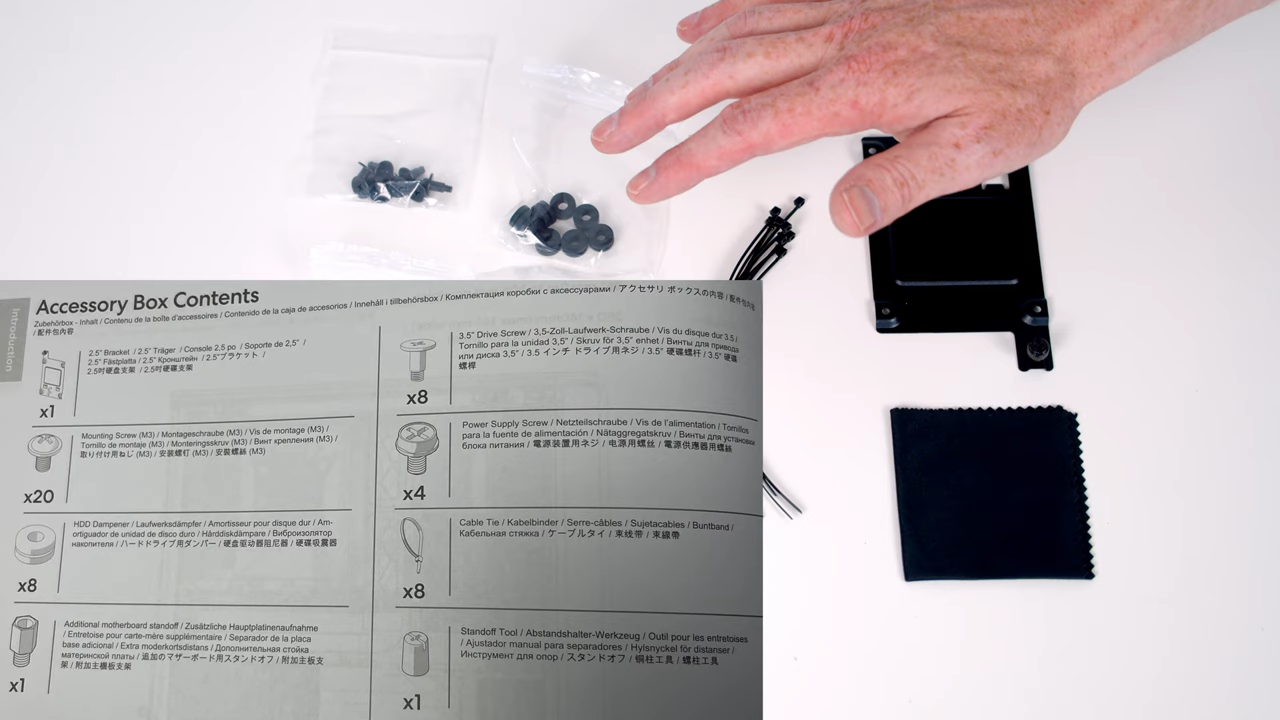 Introduction
Accessory Box Contents
Zubehörbox - Inhalt / Contenu de la boîte d'accessoires / Contenido de la caja de accesorios / Innehåll i tillbehörsbox / Комплектация коробки с аксессуарами / アクセサリ ボックスの内容 / 配件包內容
/ 配件包內容
2.5" Bracket / 2.5" Träger / Console 2,5 po / Soporte de 2,5" /
2.5" Fästplatta / 2.5" Кронштейн / 2.5"ブラケット /
2.5吋硬盘支架 / 2.5吋硬碟支架
x1
Mounting Screw (M3) / Montageschraube (M3) / Vis de montage (M3) /
Tornillo de montaje (M3) / Monteringsskruv (M3) / Винт крепления (M3) /
取り付け用ねじ (M3) / 安装螺钉 (M3) / 安裝螺絲 (M3)
x20
HDD Dampener / Laufwerksdämpfer / Amortisseur pour disque dur / Am-
ortiguador de unidad de disco duro / Hårddiskdämpare / Виброизолятор
накопителя / ハードドライブ用ダンパー / 硬盘驱动器阻尼器 / 硬碟吸震器
x8
Additional motherboard standoff / Zusätzliche Hauptplatinenaufnahme
/ Entretoise pour carte-mère supplémentaire / Separador de la placa
base adicional / Extra moderkortsdistans / Дополнительная стойка
материнской платы / 追加のマザーボード用スタンドオフ / 附加主板支
架 / 附加主機板支架
x1
3.5" Drive Screw / 3,5-Zoll-Laufwerk-Schraube / Vis du disque dur 3.5 /
Tornillo para la unidad 3,5" / Skruv för 3,5" enhet / Винты для привода
или диска 3,5" / 3.5 インチ ドライブ用ネジ / 3.5" 硬碟螺杆 / 3.5" 硬碟
螺桿
x8
Power Supply Screw / Netzteilschraube / Vis de l'alimentation / Tornillos
para la fuente de alimentación / Nätaggregatskruv / Винты для установки
блока питания / 電源装置用ネジ / 电源用螺丝 / 電源供應器用螺絲
x4
Cable Tie / Kabelbinder / Serre-câbles / Sujetacables / Buntband /
Кабельная стяжка / ケーブルタイ / 束线带 / 束線帶
x8
Standoff Tool / Abstandshalter-Werkzeug / Outil pour les entretoises
/ Ajustador manual para separadores / Hylsnyckel för distanser /
Инструмент для опор / スタンドオフ / 铜柱工具 / 螺柱工具
x1